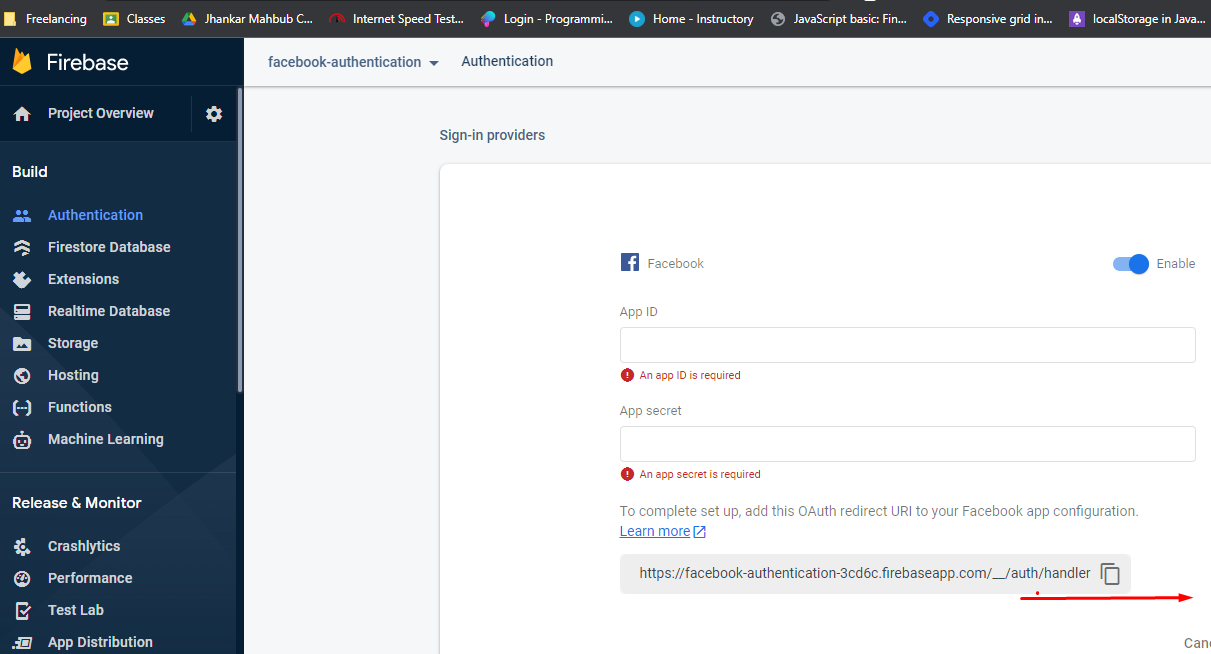 Freelancing Classes Jhankar Mahbub C... Internet Speed Test... Login - Programmi... Home - Instructory JavaScript basic: Fin... Responsive grid in... localStorage in Java...
Firebase
facebook-authentication Authentication
Project Overview
Build
Authentication
Firestore Database
Extensions
Realtime Database
Storage
Hosting
Functions
Machine Learning
Release & Monitor
Crashlytics
Performance
Test Lab
App Distribution
Sign-in providers
Facebook Enable
App ID
An app ID is required
App secret
An app secret is required
To complete set up, add this OAuth redirect URI to your Facebook app configuration.
Learn more
https://facebook-authentication-3cd6c.firebaseapp.com/__/auth/handler